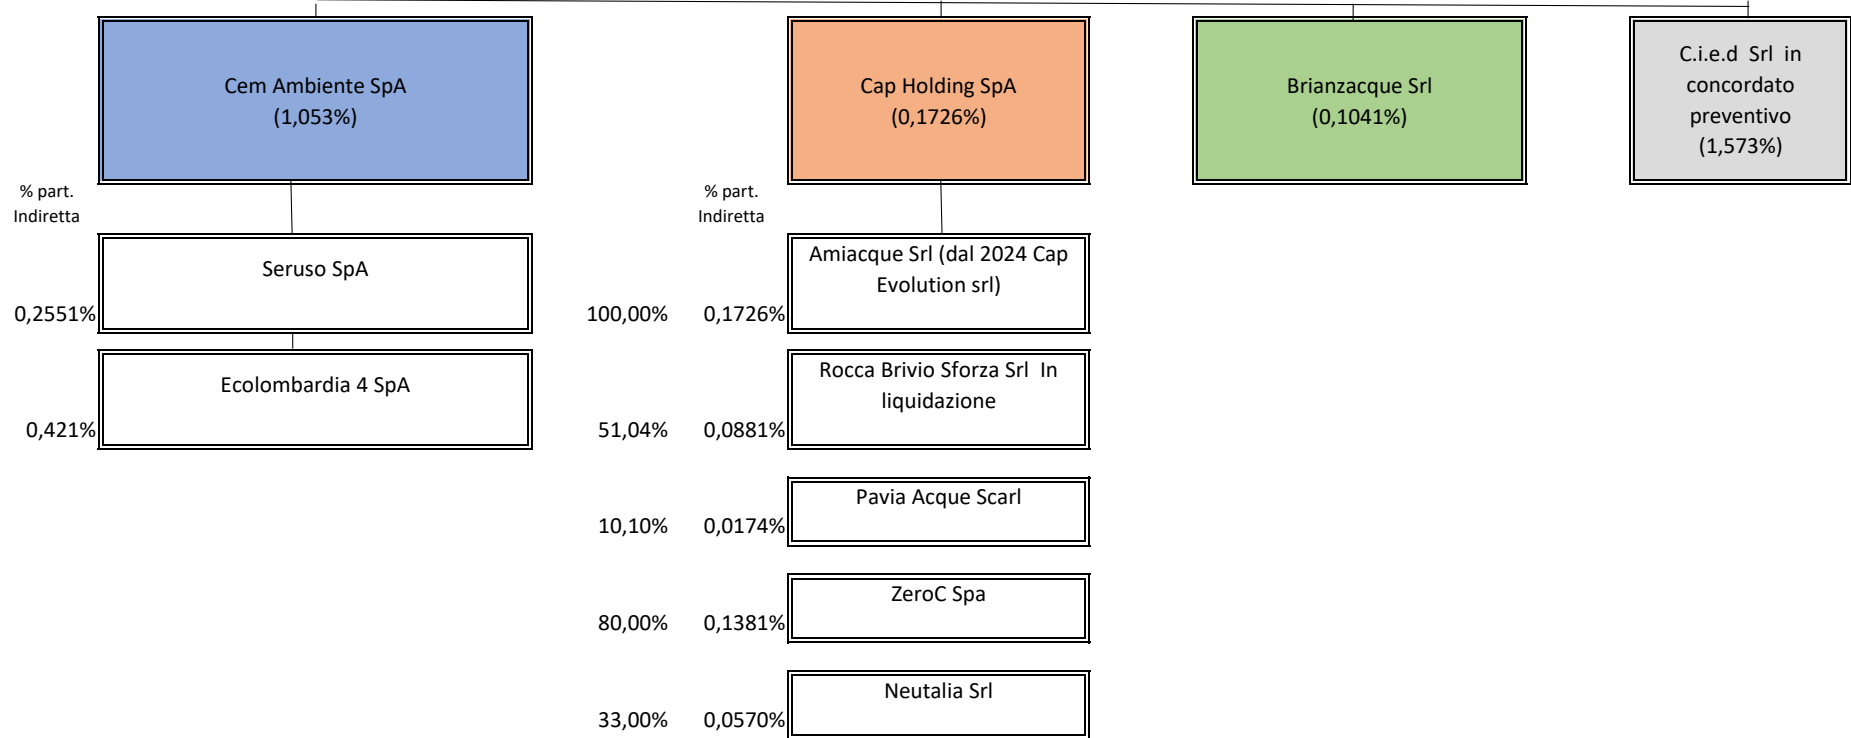 Cem Ambiente SpA
(1,053%)
Cap Holding SpA
(0,1726%)
Brianzacque Srl
(0,1041%)
C.i.e.d Srl in
concordato
preventivo
(1,573%)
% part.
Indiretta
% part.
Indiretta
Seruso SpA
0,2551%
Amiacque Srl (dal 2024 Cap
Evolution srl)
100,00% 0,1726%
Ecolombardia 4 SpA
0,421%
Rocca Brivio Sforza Srl In
liquidazione
51,04% 0,0881%
Pavia Acque Scarl
10,10% 0,0174%
ZeroC Spa
80,00% 0,1381%
Neutalia Srl
33,00% 0,0570%